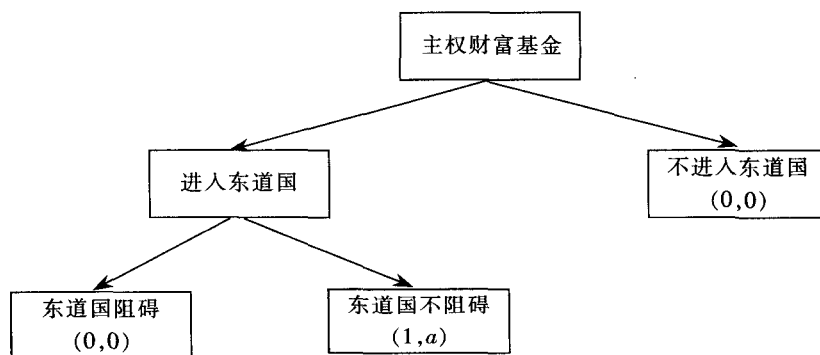 主权财富基金
进入东道国
不进入东道国
(0,0)
东道国阻碍
(0,0)
东道国不阻碍
(1,a)